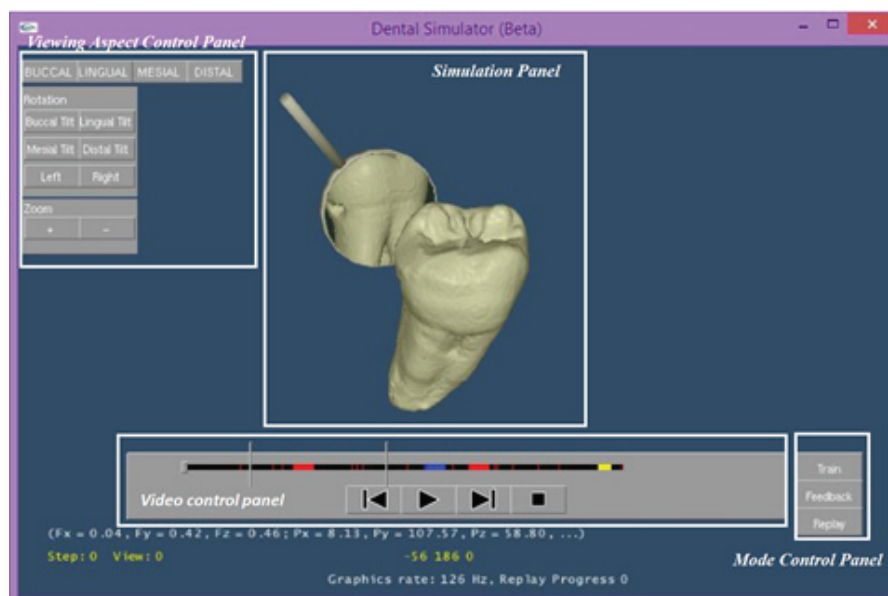 Dental Simulator (Beta)
Viewing Aspect Control Panel
BUCCAL LINGUAL MESIAL DISTAL
Rotation
Buccal Tilt Lingual Tilt
Mesial Tilt Distal Tilt
Left Right
Zoom
+ -
Simulation Panel
Video control panel
Train
Feedback
Replay
Mode Control Panel
(Fx = 0.04, Fy = 0.42, Fz = 0.46; Px = 8.13, Py = 107.57, Pz = 58.80, ...)
Step: 0 View: 0 -56 186 0
Graphics rate: 126 Hz, Replay Progress 0